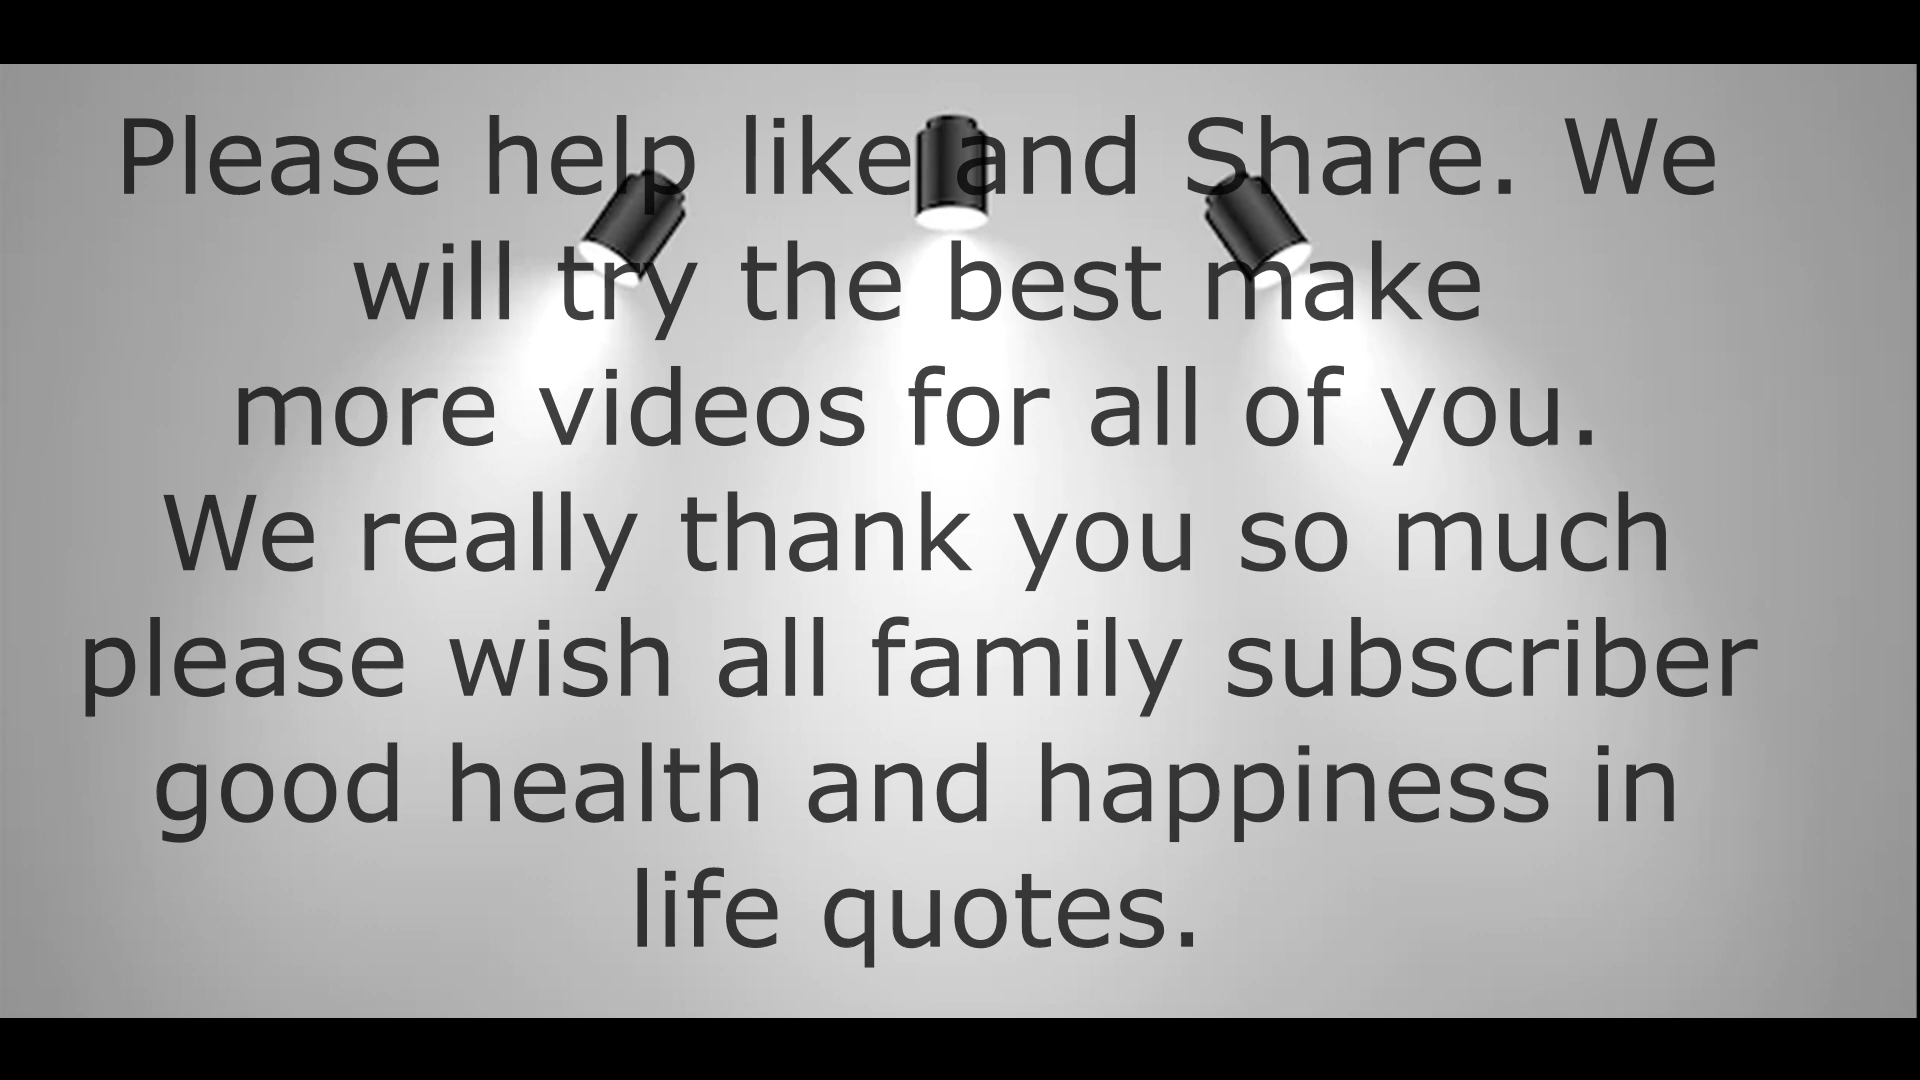 Please help like and Share. We
will try the best make
more videos for all of you.
We really thank you so much
please wish all family subscriber
good health and happiness in
life quotes.